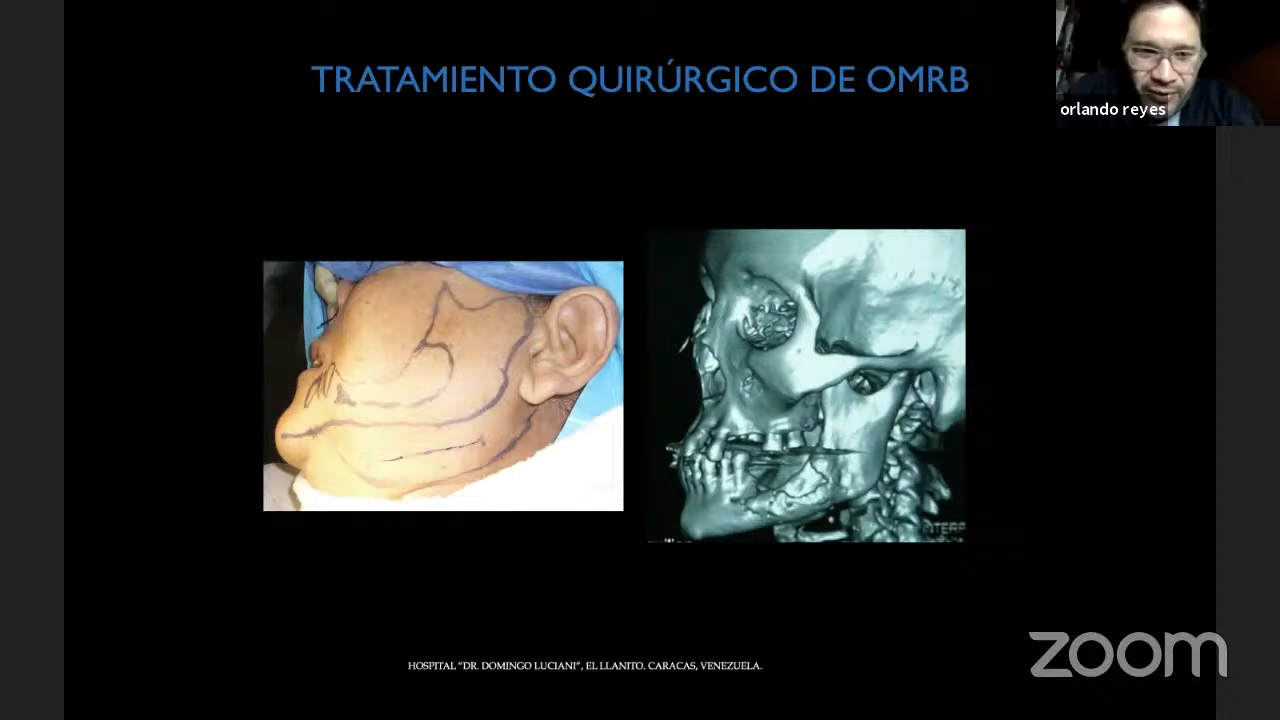 TRATAMIENTO QUIRÚRGICO DE OMRB
orlando reyes
HOSPITAL “DR. DOMINGO LUCIANI”, EL LLANITO. CARACAS, VENEZUELA.
zoom